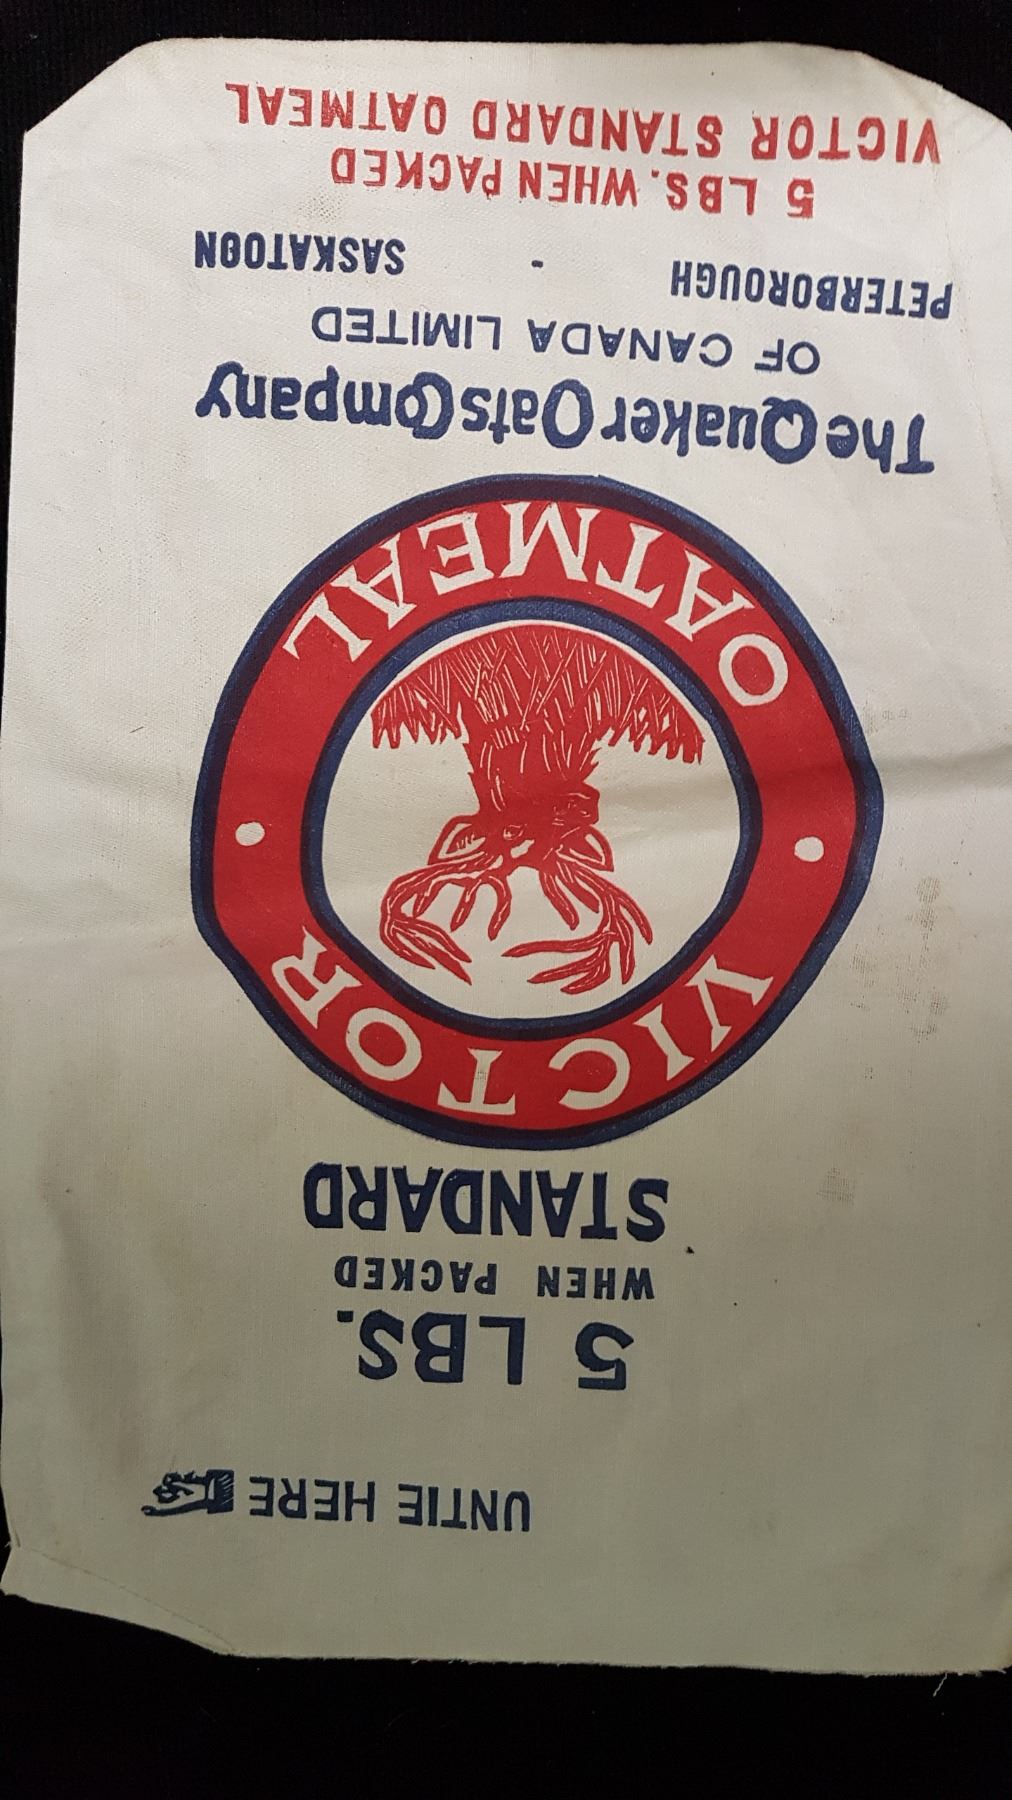 UNTIE HERE
5 LBS.
WHEN PACKED
STANDARD
VICTOR
OATMEAL
The Quaker Oats Company
OF CANADA LIMITED
PETERBOROUGH - SASKATOON
5 LBS. WHEN PACKED
VICTOR STANDARD OATMEAL